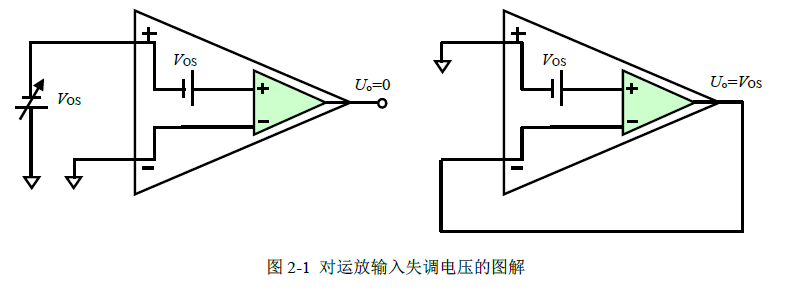 + +
VOS VOS
Uo=0 Uo=VOS
VOS
+ +
− −
− −
图 2-1 对运放输入失调电压的图解